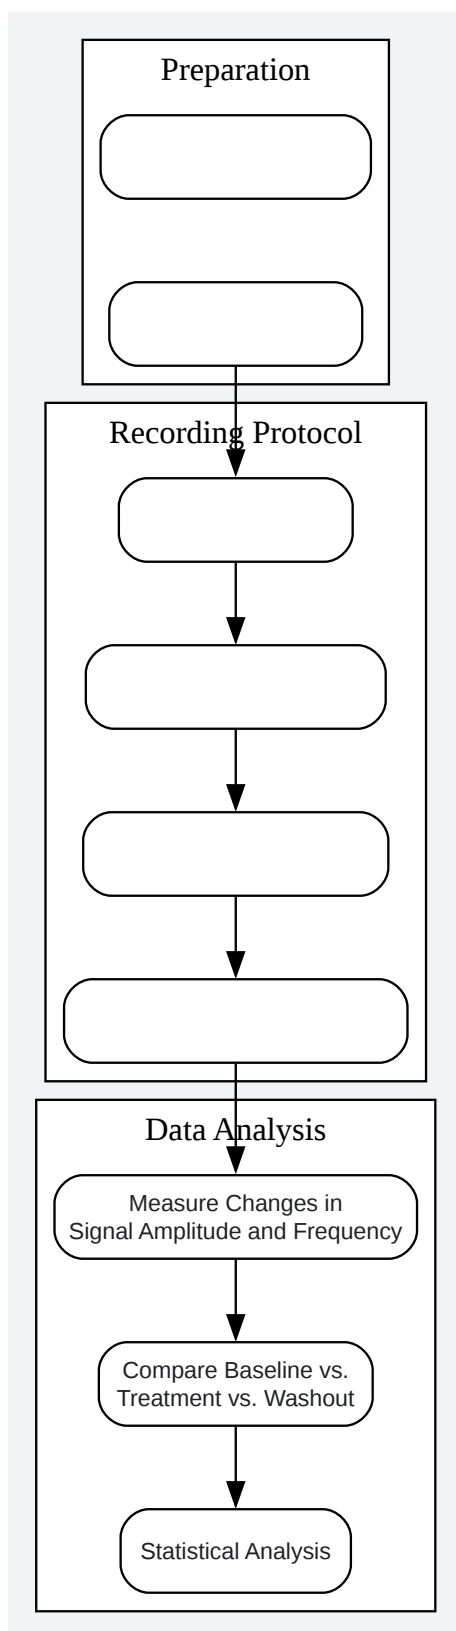 Preparation
Recording Protocol
Data Analysis
Measure Changes in
Signal Amplitude and Frequency
Compare Baseline vs.
Treatment vs. Washout
Statistical Analysis